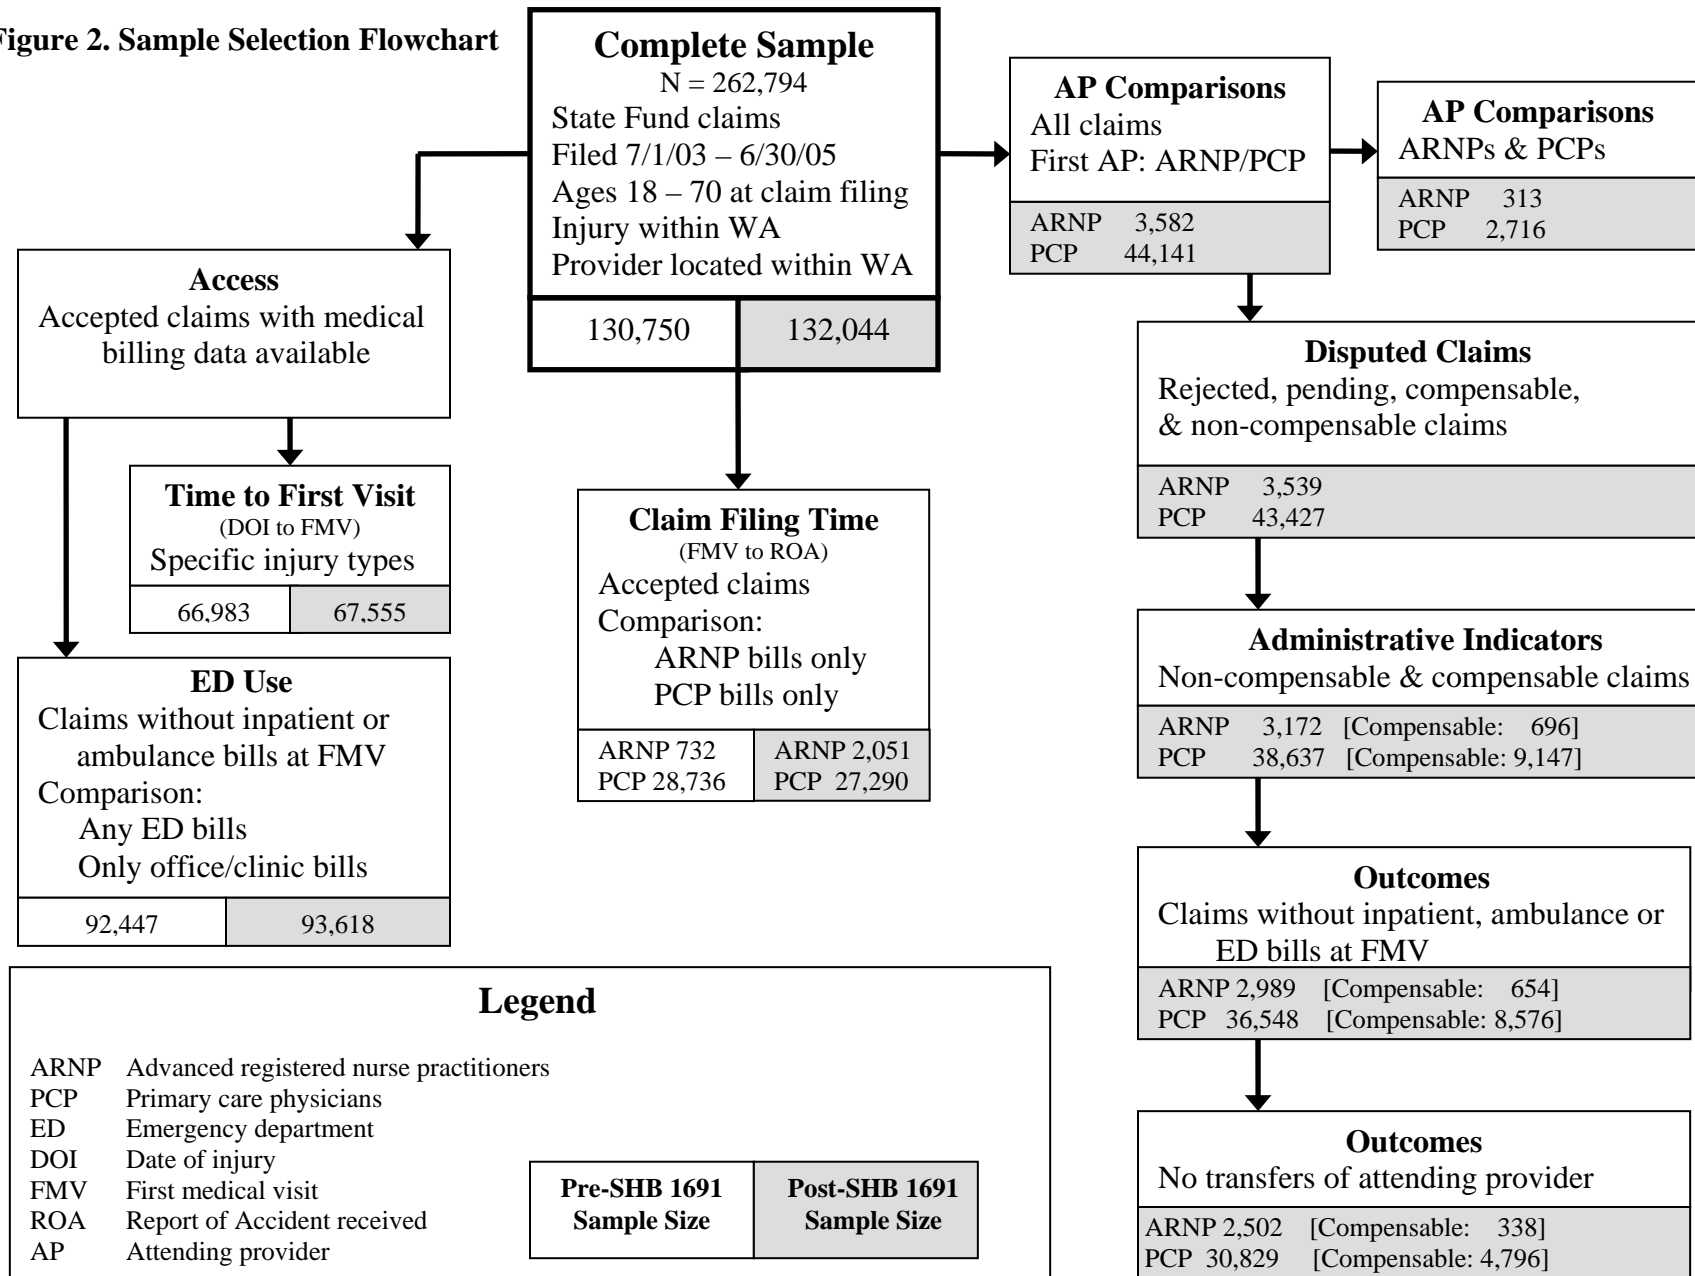 Figure 2. Sample Selection Flowchart
Complete Sample
N = 262,794
State Fund claims
Filed 7/1/03 – 6/30/05
Ages 18 – 70 at claim filing
Injury within WA
Provider located within WA
130,750 132,044
AP Comparisons
All claims
First AP: ARNP/PCP
ARNP 3,582
PCP 44,141
AP Comparisons
ARNPs & PCPs
ARNP 313
PCP 2,716
Access
Accepted claims with medical
billing data available
Time to First Visit
(DOI to FMV)
Specific injury types
66,983 67,555
ED Use
Claims without inpatient or
ambulance bills at FMV
Comparison:
Any ED bills
Only office/clinic bills
92,447 93,618
Claim Filing Time
(FMV to ROA)
Accepted claims
Comparison:
ARNP bills only
PCP bills only
ARNP 732 ARNP 2,051
PCP 28,736 PCP 27,290
Disputed Claims
Rejected, pending, compensable,
& non-compensable claims
ARNP 3,539
PCP 43,427
Administrative Indicators
Non-compensable & compensable claims
ARNP 3,172 [Compensable: 696]
PCP 38,637 [Compensable: 9,147]
Outcomes
Claims without inpatient, ambulance or
ED bills at FMV
ARNP 2,989 [Compensable: 654]
PCP 36,548 [Compensable: 8,576]
Outcomes
No transfers of attending provider
ARNP 2,502 [Compensable: 338]
PCP 30,829 [Compensable: 4,796]
Legend
ARNP Advanced registered nurse practitioners
PCP Primary care physicians
ED Emergency department
DOI Date of injury
FMV First medical visit
ROA Report of Accident received
AP Attending provider
Pre-SHB 1691 Post-SHB 1691
Sample Size Sample Size